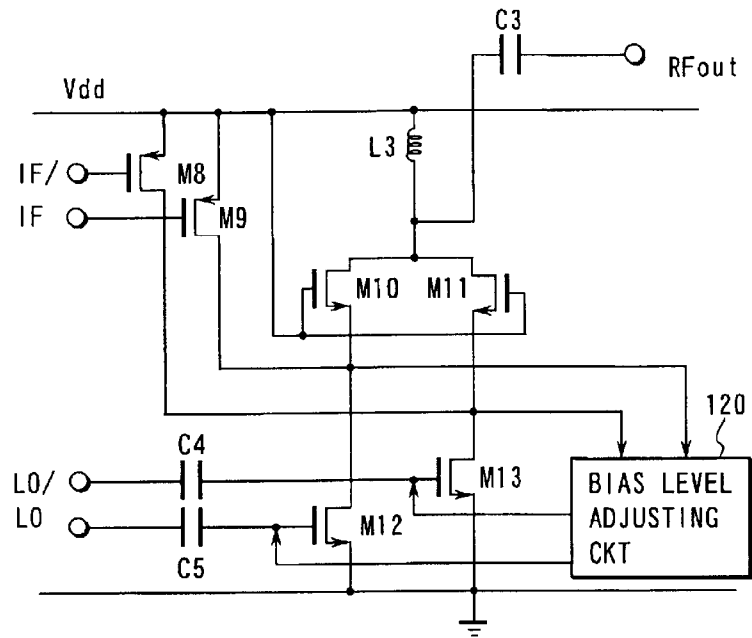 C3
RFout
Vdd
L3
IF/
M8
IF
M9
M10
M11
120
C4
LO/
M13
BIAS LEVEL
LO
M12
ADJUSTING
CKT
C5